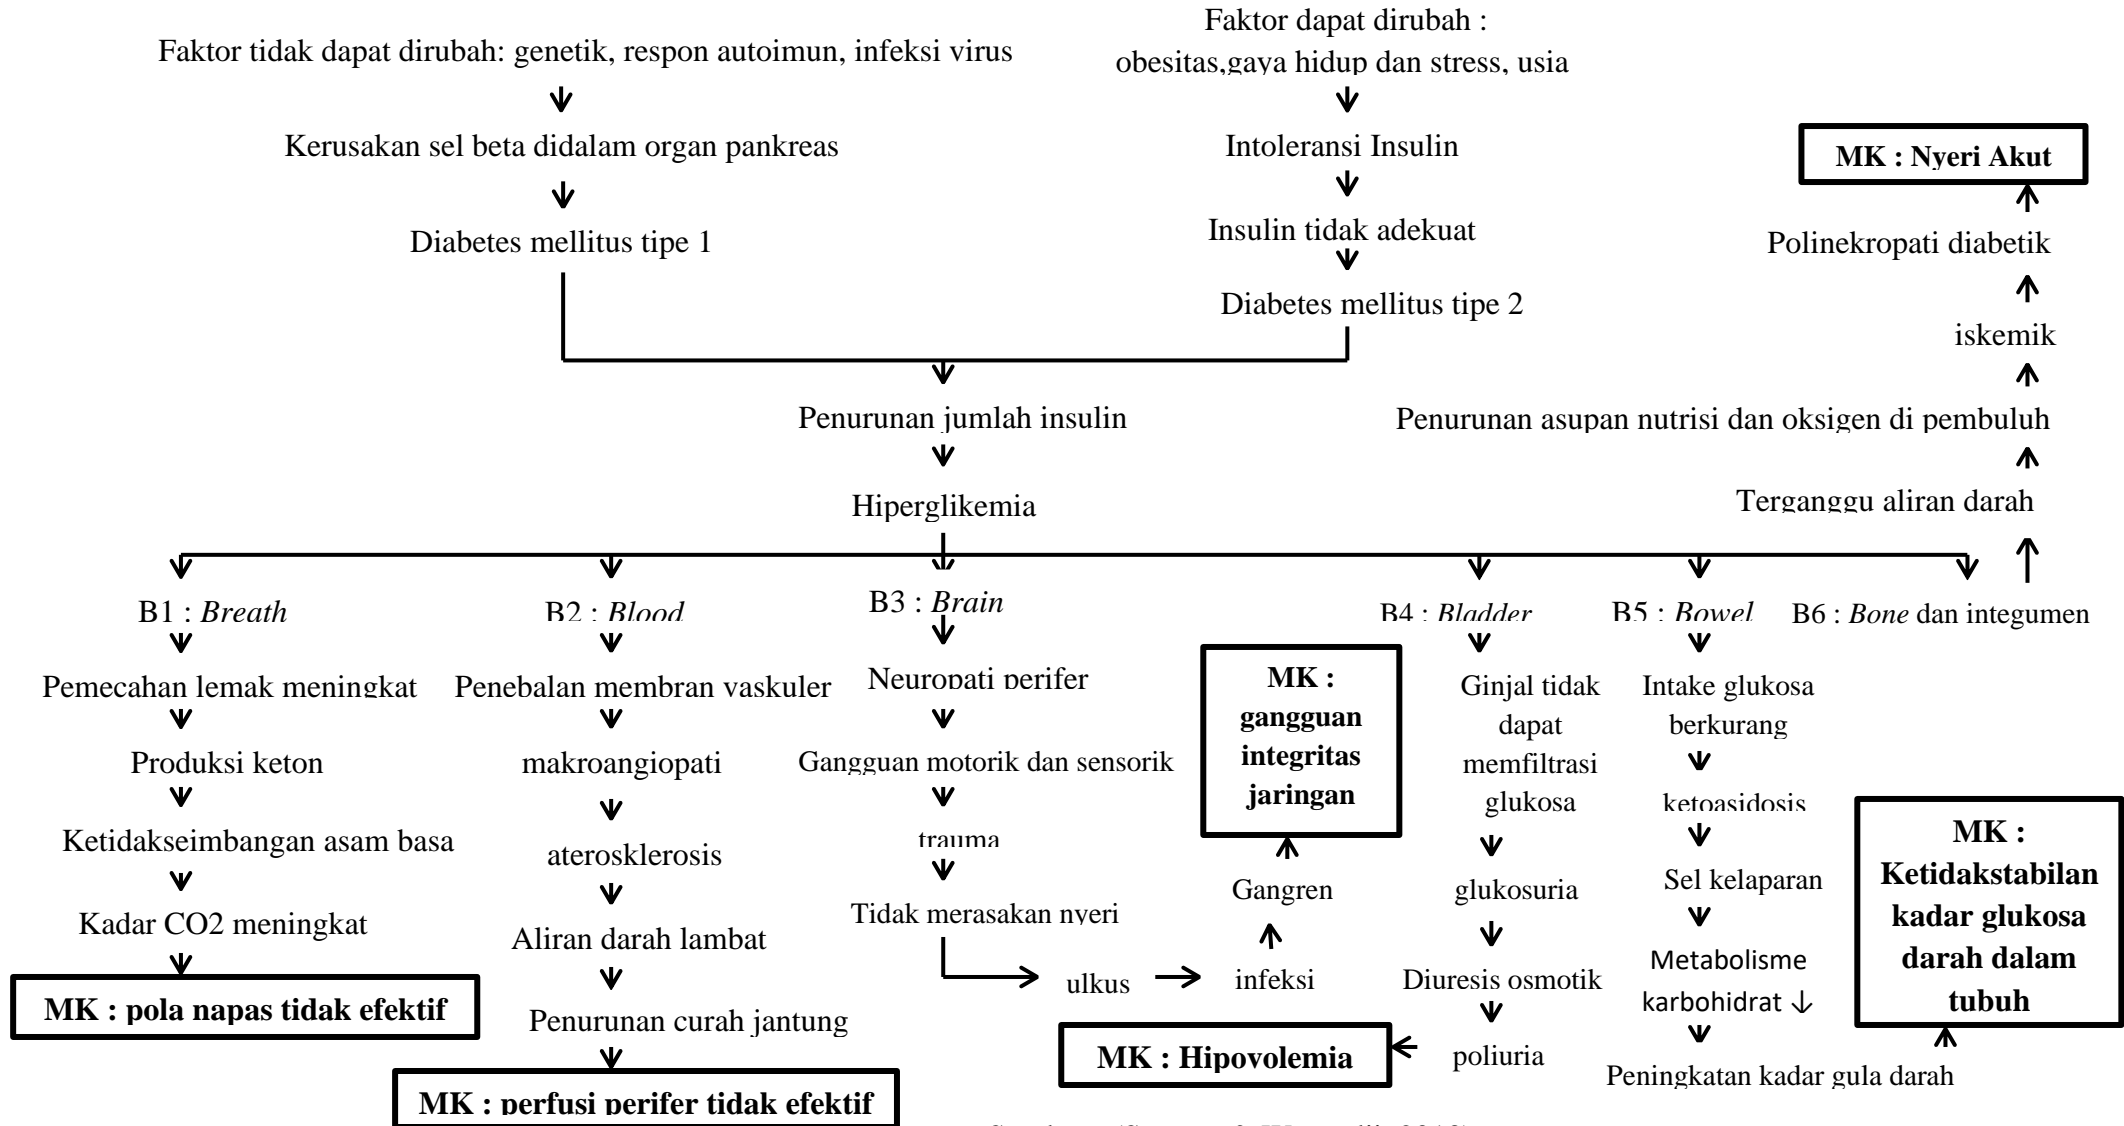 Faktor tidak dapat dirubah: genetik, respon autoimun, infeksi virus
Kerusakan sel beta didalam organ pankreas
Diabetes mellitus tipe 1
Faktor dapat dirubah :
obesitas,gaya hidup dan stress, usia
Intoleransi Insulin
Insulin tidak adekuat
Diabetes mellitus tipe 2
Penurunan jumlah insulin
Hiperglikemia
B1 : Breath
Pemecahan lemak meningkat
Produksi keton
Ketidakseimbangan asam basa
Kadar CO2 meningkat
MK : pola napas tidak efektif
B2 : Blood
Penebalan membran vaskuler
makroangiopati
aterosklerosis
Aliran darah lambat
Penurunan curah jantung
MK : perfusi perifer tidak efektif
B3 : Brain
Neuropati perifer
Gangguan motorik dan sensorik
trauma
Tidak merasakan nyeri
ulkus
infeksi
Gangren
MK :
gangguan
integritas
jaringan
B4 : Bladder
Ginjal tidak
dapat
memfiltrasi
glukosa
glukosuria
Diuresis osmotik
poliuria
MK : Hipovolemia
B5 : Bowel
Intake glukosa
berkurang
ketoasidosis
Sel kelaparan
Metabolisme
karbohidrat ↓
Peningkatan kadar gula darah
MK :
Ketidakstabilan
kadar glukosa
darah dalam
tubuh
B6 : Bone dan integumen
Terganggu aliran darah
Penurunan asupan nutrisi dan oksigen di pembuluh
iskemik
Polinekropati diabetik
MK : Nyeri Akut